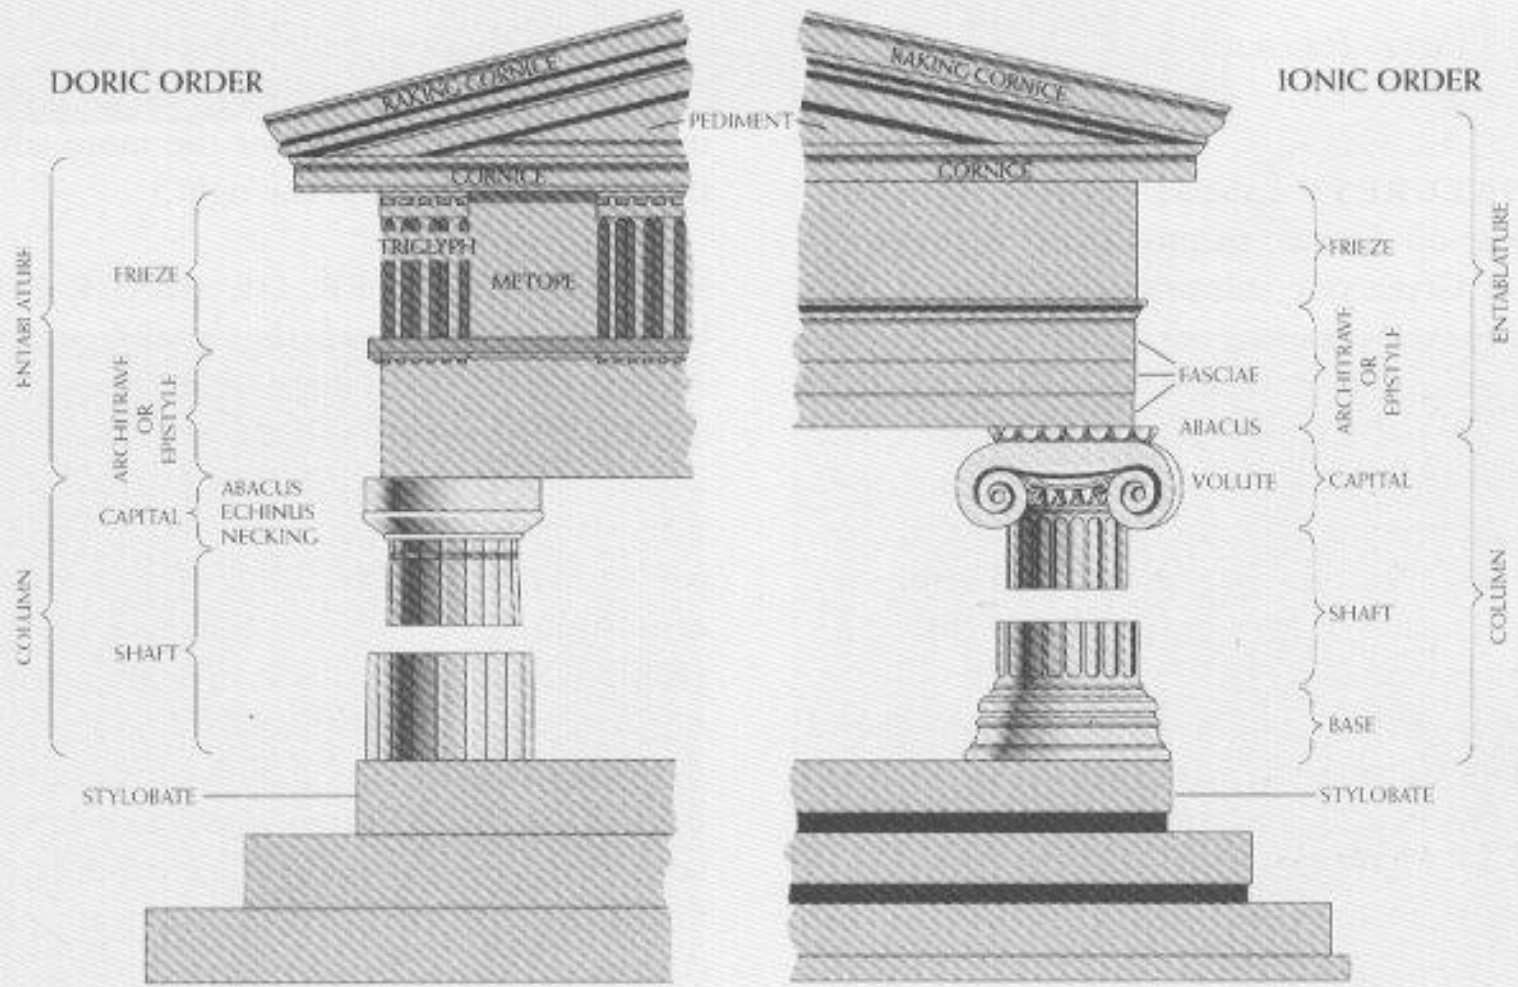 DORIC ORDER
IONIC ORDER
RAKING CORNICE
RAKING CORNICE
PEDIMENT
CORNICE
CORNICE
TRIGLYPH
METOPE
ENTABLATURE
FRIEZE
ARCHITRAVE
OR
EPISTYLE
CAPITAL
ABACUS
ECHINUS
NECKING
COLUMN
SHAFT
STYLOBATE
FRIEZE
ENTABLATURE
ARCHITRAVE
OR
EPISTYLE
FASCIAE
ABACUS
VOLUTE
CAPITAL
SHAFT
COLUMN
BASE
STYLOBATE